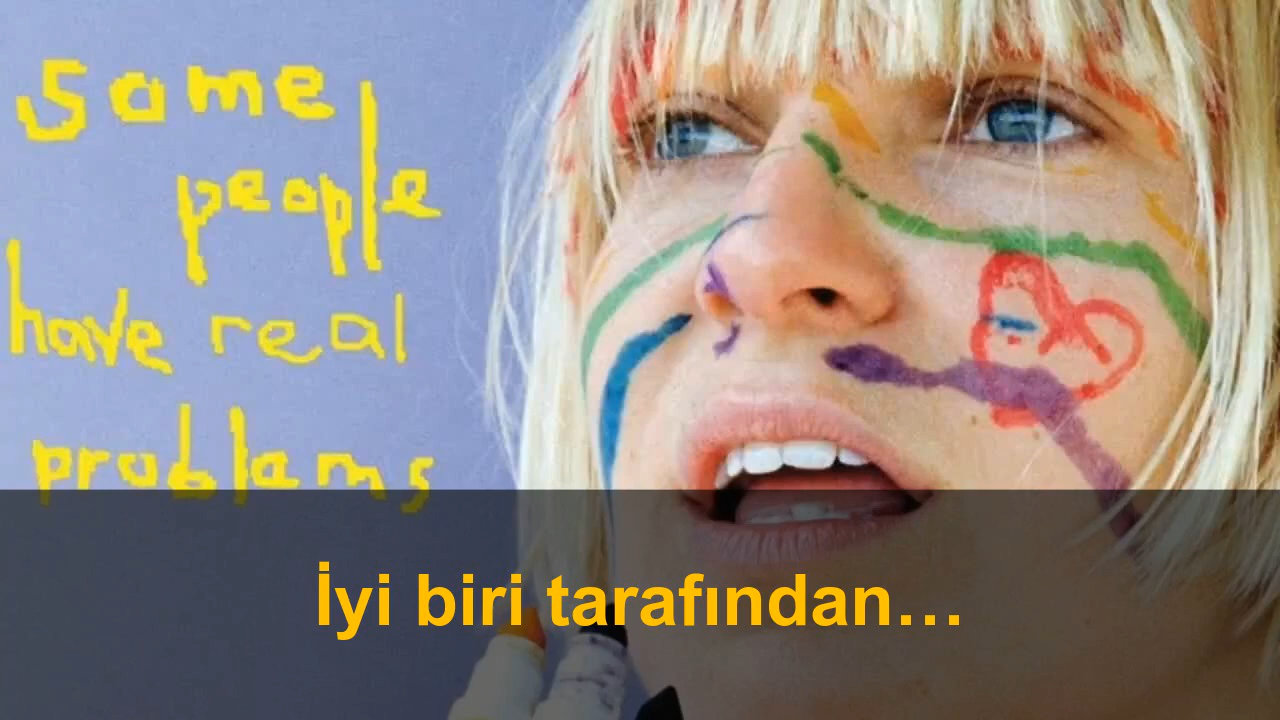 some
people
have real
problems
İyi biri tarafından…